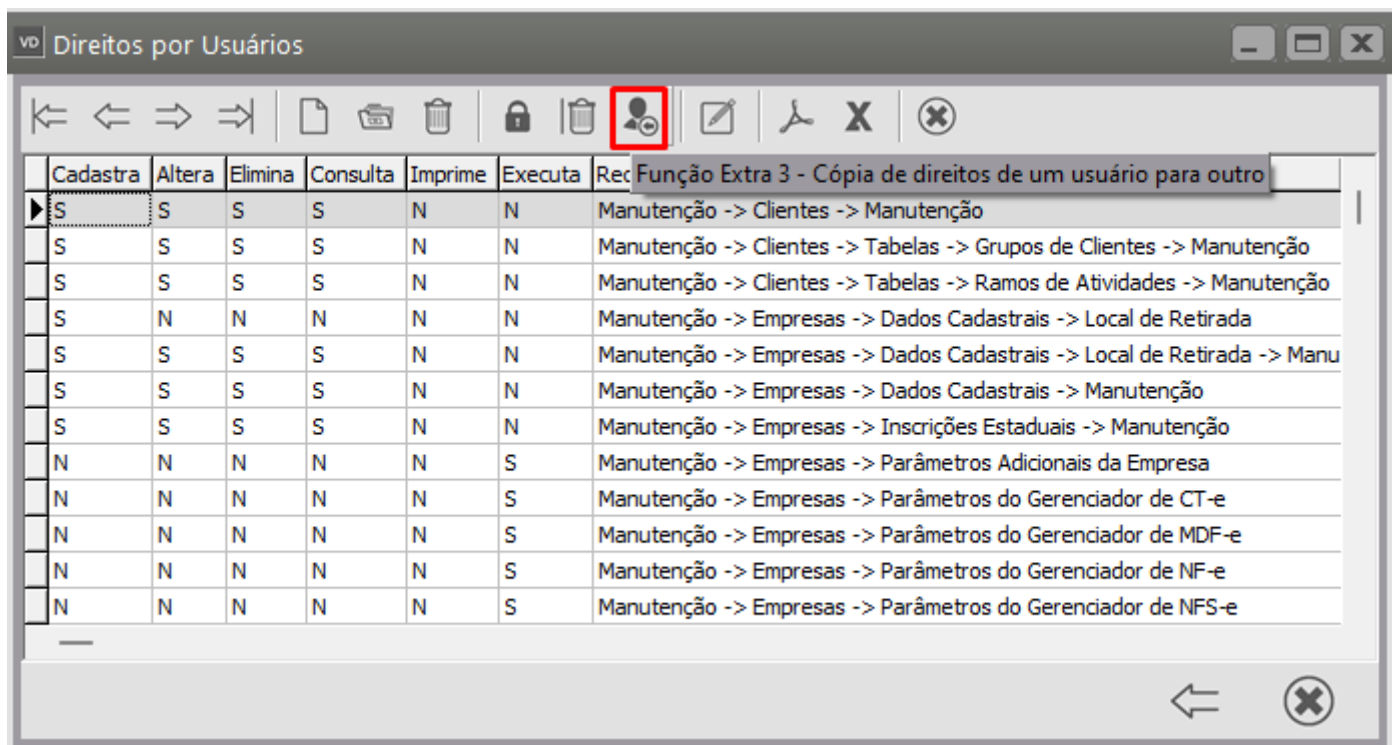 VD Direitos por Usuários
Cadastra Altera Elimina Consulta Imprime Executa Rec Função Extra 3 - Cópia de direitos de um usuário para outro
S S S S N N Manutenção -> Clientes -> Manutenção
S S S S N N Manutenção -> Clientes -> Tabelas -> Grupos de Clientes -> Manutenção
S S S S N N Manutenção -> Clientes -> Tabelas -> Ramos de Atividades -> Manutenção
S N N N N N Manutenção -> Empresas -> Dados Cadastrais -> Local de Retirada
S S S S N N Manutenção -> Empresas -> Dados Cadastrais -> Local de Retirada -> Manu
S S S S N N Manutenção -> Empresas -> Dados Cadastrais -> Manutenção
S S S S N N Manutenção -> Empresas -> Inscrições Estaduais -> Manutenção
N N N N N S Manutenção -> Empresas -> Parâmetros Adicionais da Empresa
N N N N N S Manutenção -> Empresas -> Parâmetros do Gerenciador de CT-e
N N N N N S Manutenção -> Empresas -> Parâmetros do Gerenciador de MDF-e
N N N N N S Manutenção -> Empresas -> Parâmetros do Gerenciador de NF-e
N N N N N S Manutenção -> Empresas -> Parâmetros do Gerenciador de NFS-e